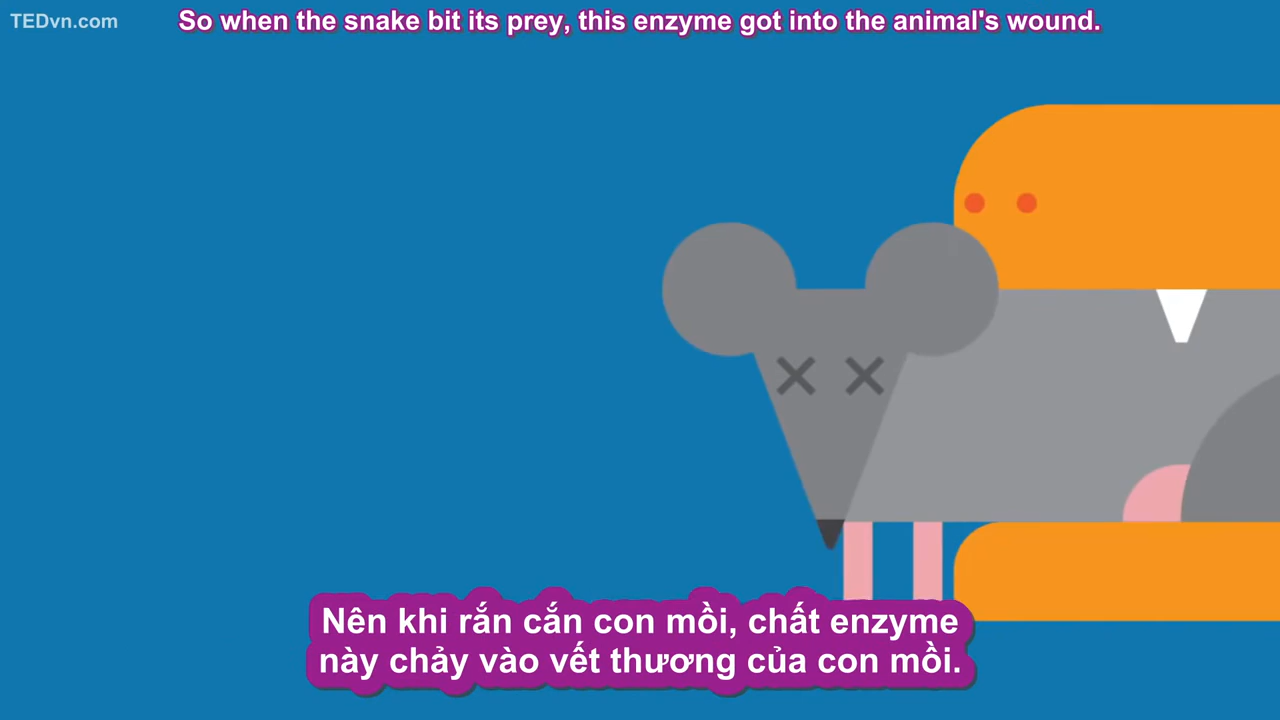 TEDvn.com
So when the snake bit its prey, this enzyme got into the animal's wound.
Nên khi rắn cắn con mồi, chất enzyme
này chảy vào vết thương của con mồi.